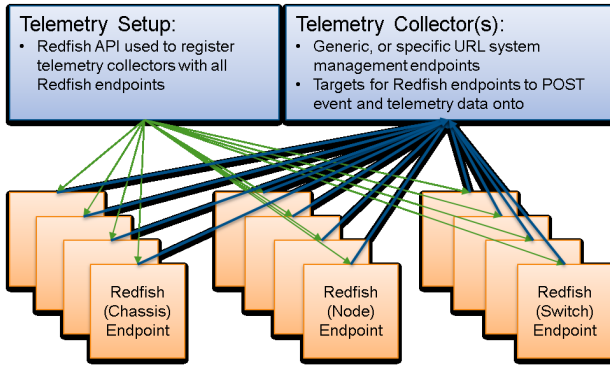 Telemetry Setup:
• Redfish API used to register
telemetry collectors with all
Redfish endpoints
Telemetry Collector(s):
• Generic, or specific URL system
management endpoints
• Targets for Redfish endpoints to POST
event and telemetry data onto
Redfish
(Chassis)
Endpoint
Redfish
(Node)
Endpoint
Redfish
(Switch)
Endpoint